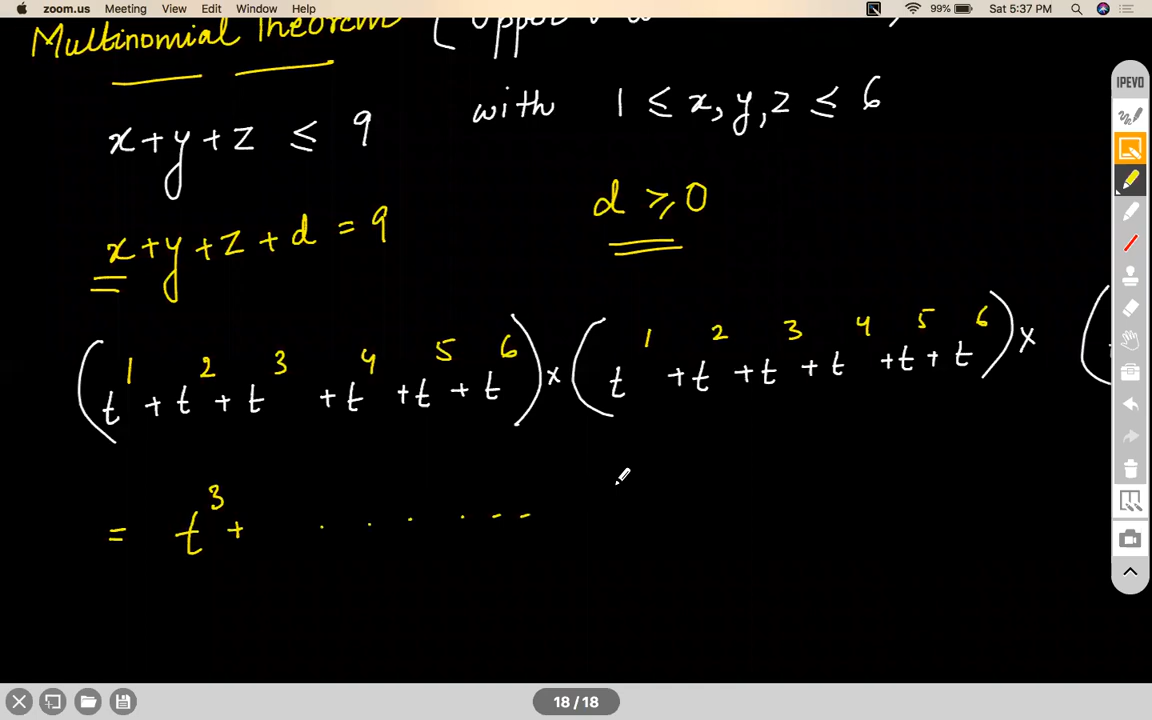 zoom.us Meeting View Edit Window Help 99% Sat 5:37 PM
Multinomial Theorem
x+y+z ≤ 9 with 1 ≤ x, y, z ≤ 6
IPEVO
x+y+z+d = 9 d ≥ 0
(t^1 + t^2 + t^3 + t^4 + t^5 + t^6) × (t^1 + t^2 + t^3 + t^4 + t^5 + t^6) × (
= t^3 + . . . . - -
18 / 18